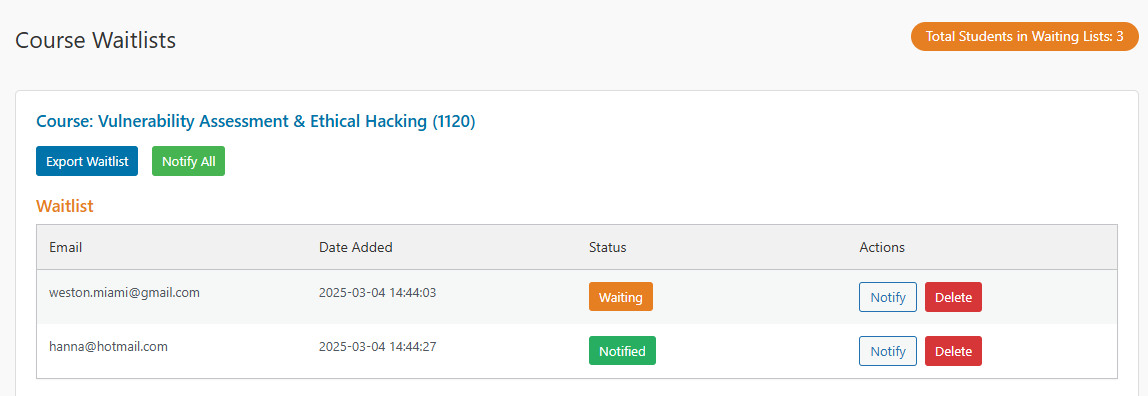 Course Waitlists
Total Students in Waiting Lists: 3
Course: Vulnerability Assessment & Ethical Hacking (1120)
Export Waitlist Notify All
Waitlist
Email Date Added Status Actions
weston.miami@gmail.com 2025-03-04 14:44:03 Waiting Notify Delete
hanna@hotmail.com 2025-03-04 14:44:27 Notified Notify Delete